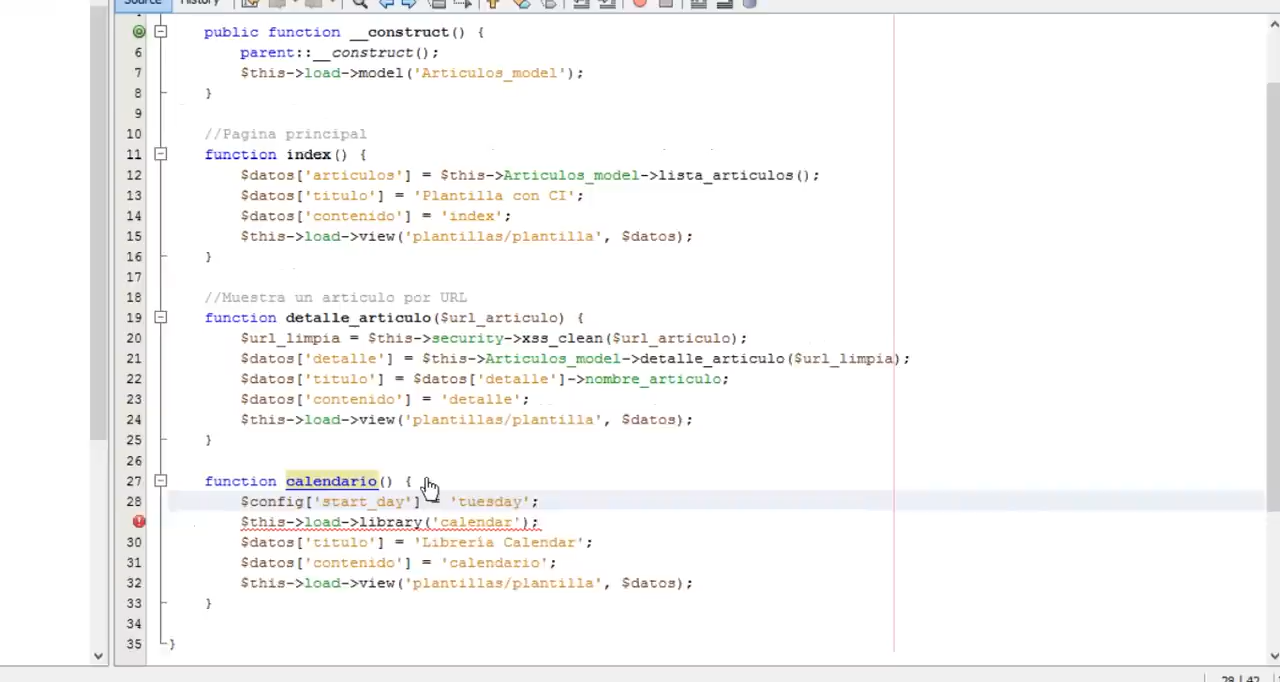 Source History
public function __construct() {
6 parent::__construct();
7 $this->load->model('Articulos_model');
8 }
9
10 //Pagina principal
11 function index() {
12 $datos['articulos'] = $this->Articulos_model->lista_articulos();
13 $datos['titulo'] = 'Plantilla con CI';
14 $datos['contenido'] = 'index';
15 $this->load->view('plantillas/plantilla', $datos);
16 }
17
18 //Muestra un articulo por URL
19 function detalle_articulo($url_articulo) {
20 $url_limpia = $this->security->xss_clean($url_articulo);
21 $datos['detalle'] = $this->Articulos_model->detalle_articulo($url_limpia);
22 $datos['titulo'] = $datos['detalle']->nombre_articulo;
23 $datos['contenido'] = 'detalle';
24 $this->load->view('plantillas/plantilla', $datos);
25 }
26
27 function calendario() {
28 $config['start_day'] = 'tuesday';
$this->load->library('calendar');
30 $datos['titulo'] = 'Librería Calendar';
31 $datos['contenido'] = 'calendario';
32 $this->load->view('plantillas/plantilla', $datos);
33 }
34
35 }